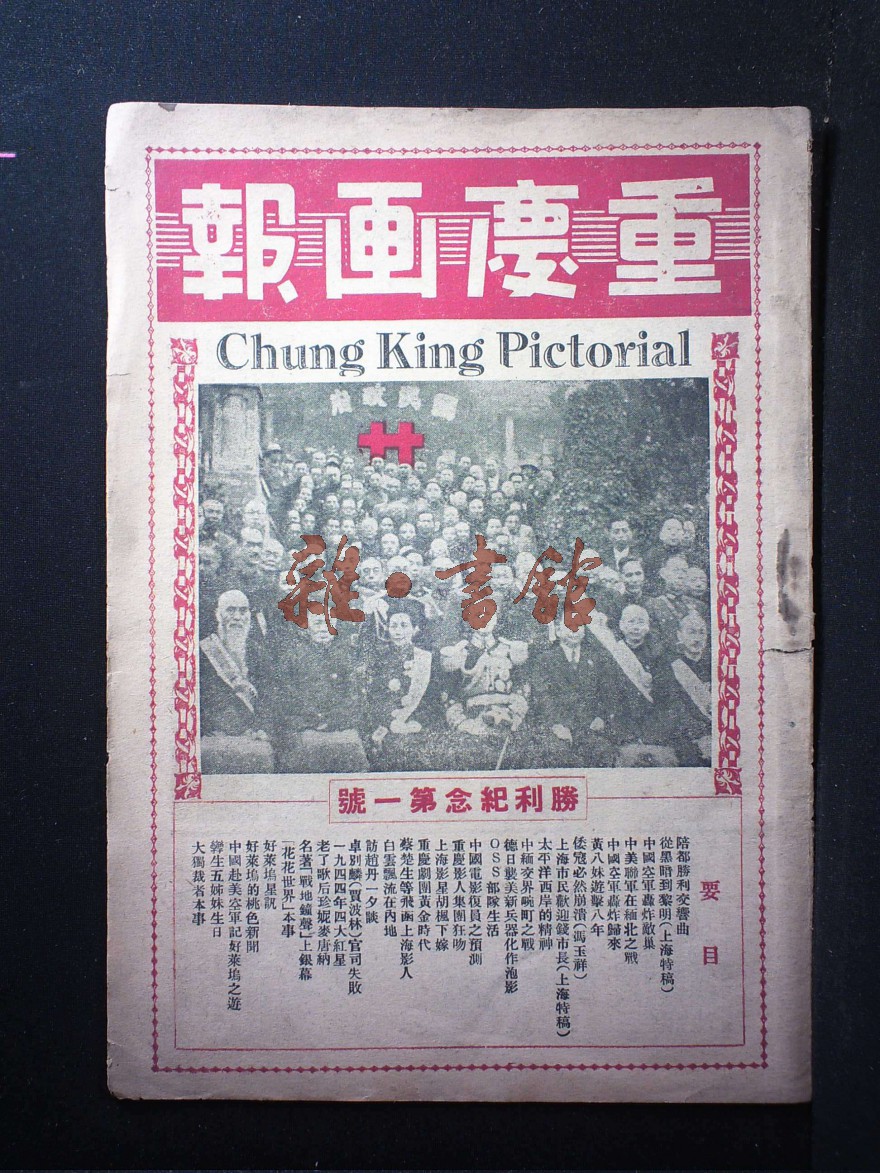 重慶画報
Chung King Pictorial
雜·書館
勝利紀念第一號
要目
陪都勝利交響曲
從黑暗到黎明(上海特稿)
中國空軍轟炸敵巢
中美聯軍在緬北之戰
中國空軍轟炸歸來
黃八妹遊擊八年
倭寇必然崩潰(馮玉祥)
上海市民歡迎錢市長(上海特稿)
太平洋西岸的精神
中緬交界畹町之戰
德日襲美新兵器化作泡影
OSS部隊生活
中國電影復員之預測
重慶影人集團狂吻
上海影星胡楓下嫁
重慶劇團黃金時代
蔡楚生等飛函上海影人
白雲飄流在內地
訪趙丹一夕談
卓別麟(賈波林)官司失敗
一九四四年四大紅星
老了歌后珍妮麥唐納
名著「戰地鐘聲」上銀幕
「花花世界」本事
好萊塢星訊
好萊塢的桃色新聞
中國赴美空軍記好萊塢之遊
孿生五姊妹生日
大獨裁者本事